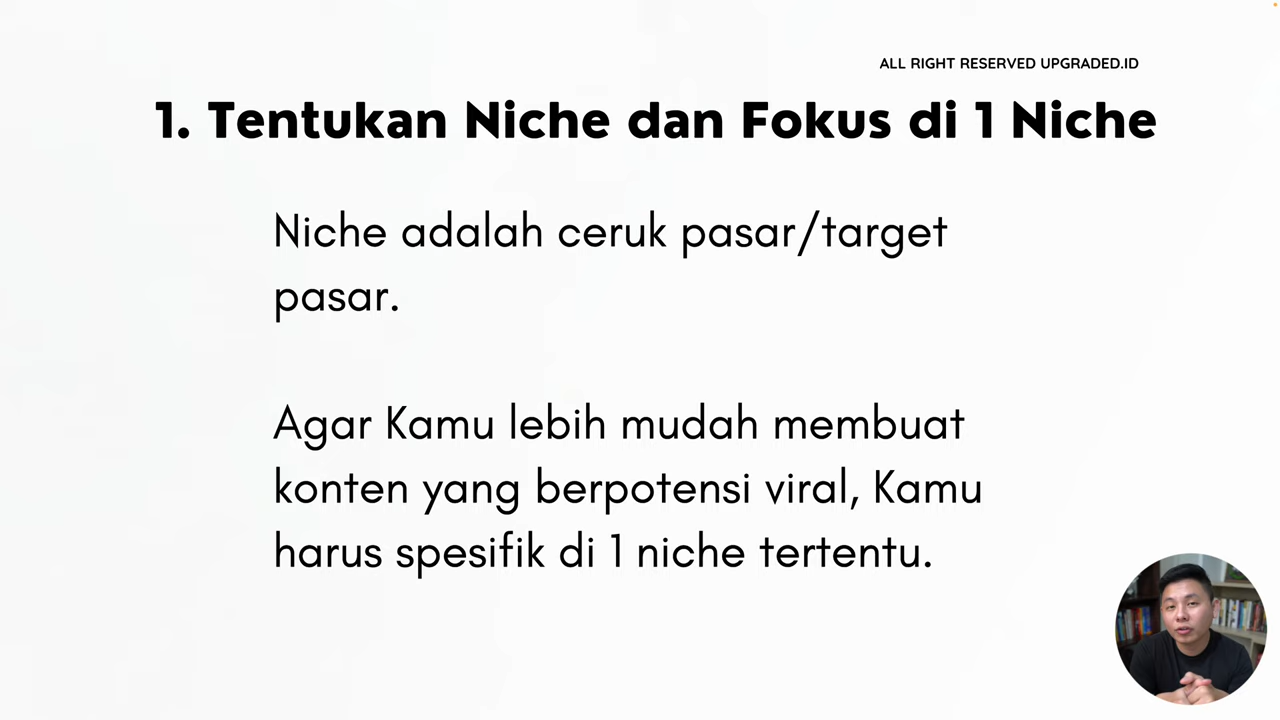 ALL RIGHT RESERVED UPGRADED.ID
1. Tentukan Niche dan Fokus di 1 Niche
Niche adalah ceruk pasar/target
pasar.
Agar Kamu lebih mudah membuat
konten yang berpotensi viral, Kamu
harus spesifik di 1 niche tertentu.